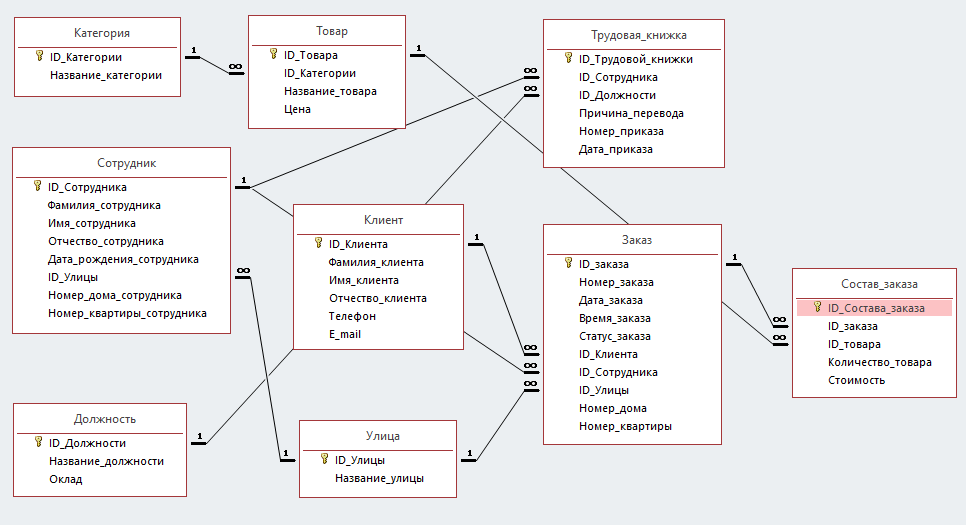 Категория
ID_Категории
Название_категории
1
∞
Товар
ID_Товара
ID_Категории
Название_товара
Цена
1
Трудовая_книжка
ID_Трудовой_книжки
ID_Сотрудника
ID_Должности
Причина_перевода
Номер_приказа
Дата_приказа
∞
∞
Сотрудник
ID_Сотрудника
Фамилия_сотрудника
Имя_сотрудника
Отчество_сотрудника
Дата_рождения_сотрудника
ID_Улицы
Номер_дома_сотрудника
Номер_квартиры_сотрудника
1
∞
Клиент
ID_Клиента
Фамилия_клиента
Имя_клиента
Отчество_клиента
Телефон
E_mail
1
∞
∞
∞
Заказ
ID_заказа
Номер_заказа
Дата_заказа
Время_заказа
Статус_заказа
ID_Клиента
ID_Сотрудника
ID_Улицы
Номер_дома
Номер_квартиры
1
∞
∞
Состав_заказа
ID_Состава_заказа
ID_заказа
ID_товара
Количество_товара
Стоимость
Должность
ID_Должности
Название_должности
Оклад
1
1
Улица
ID_Улицы
Название_улицы
1